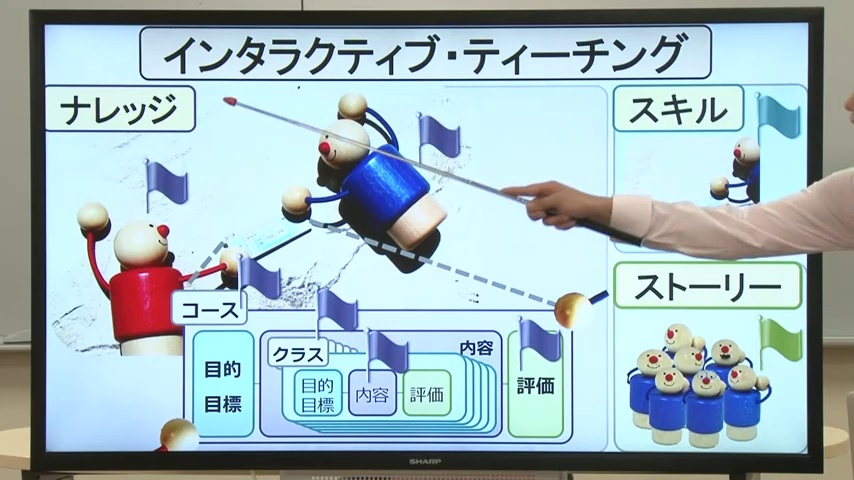 インタラクティブ・ティーチング
ナレッジ
スキル
ストーリー
コース
目的
目標
クラス
内容
目的
目標
内容
評価
評価
SHARP